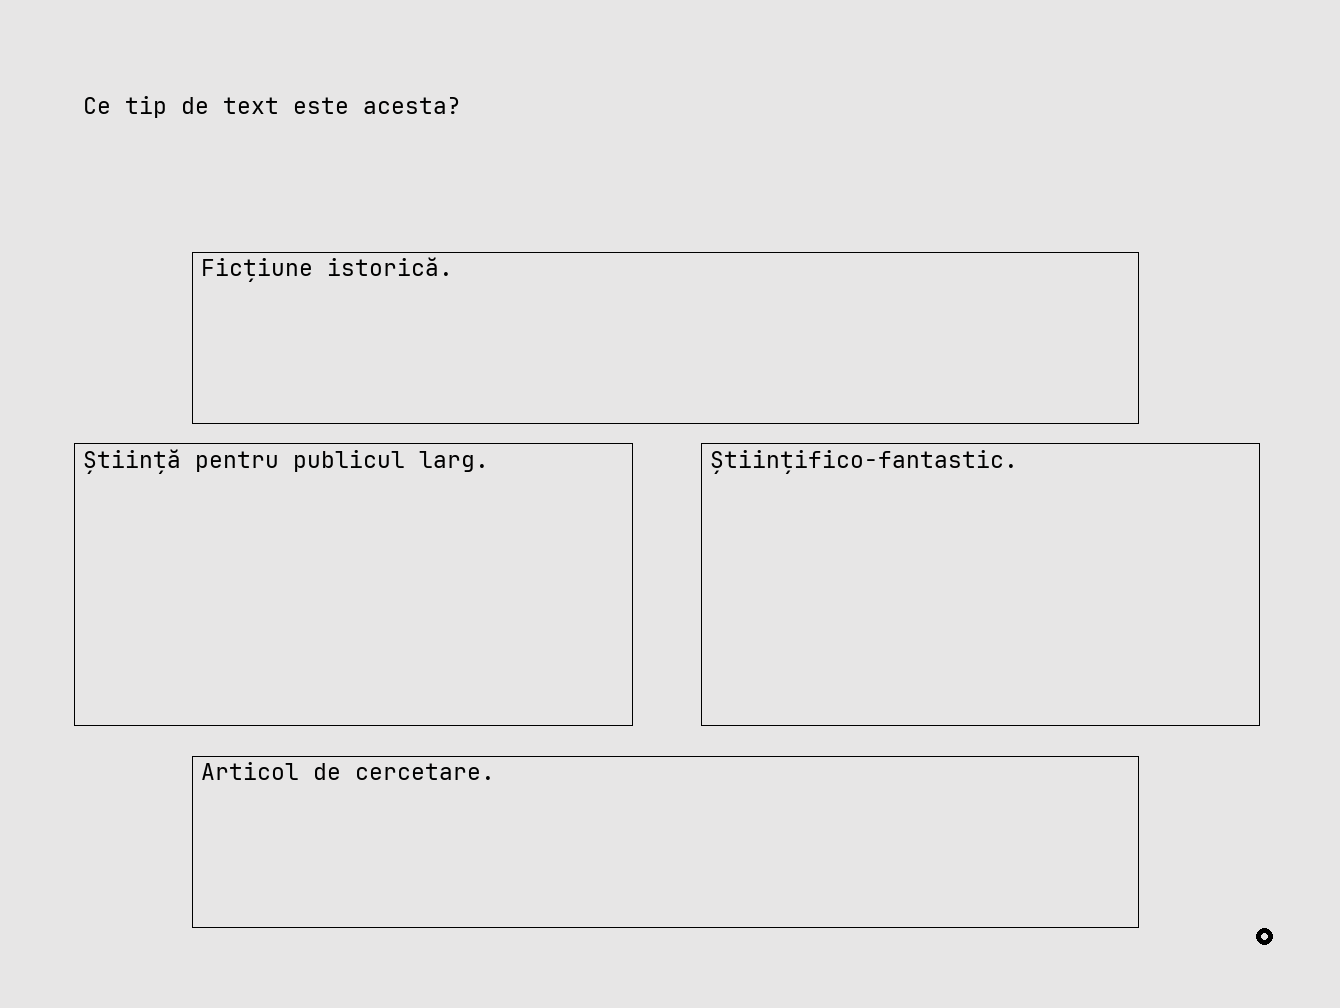 Ce tip de text este acesta?
Ficțiune istorică.
Știință pentru publicul larg.
Științifico-fantastic.
Articol de cercetare.